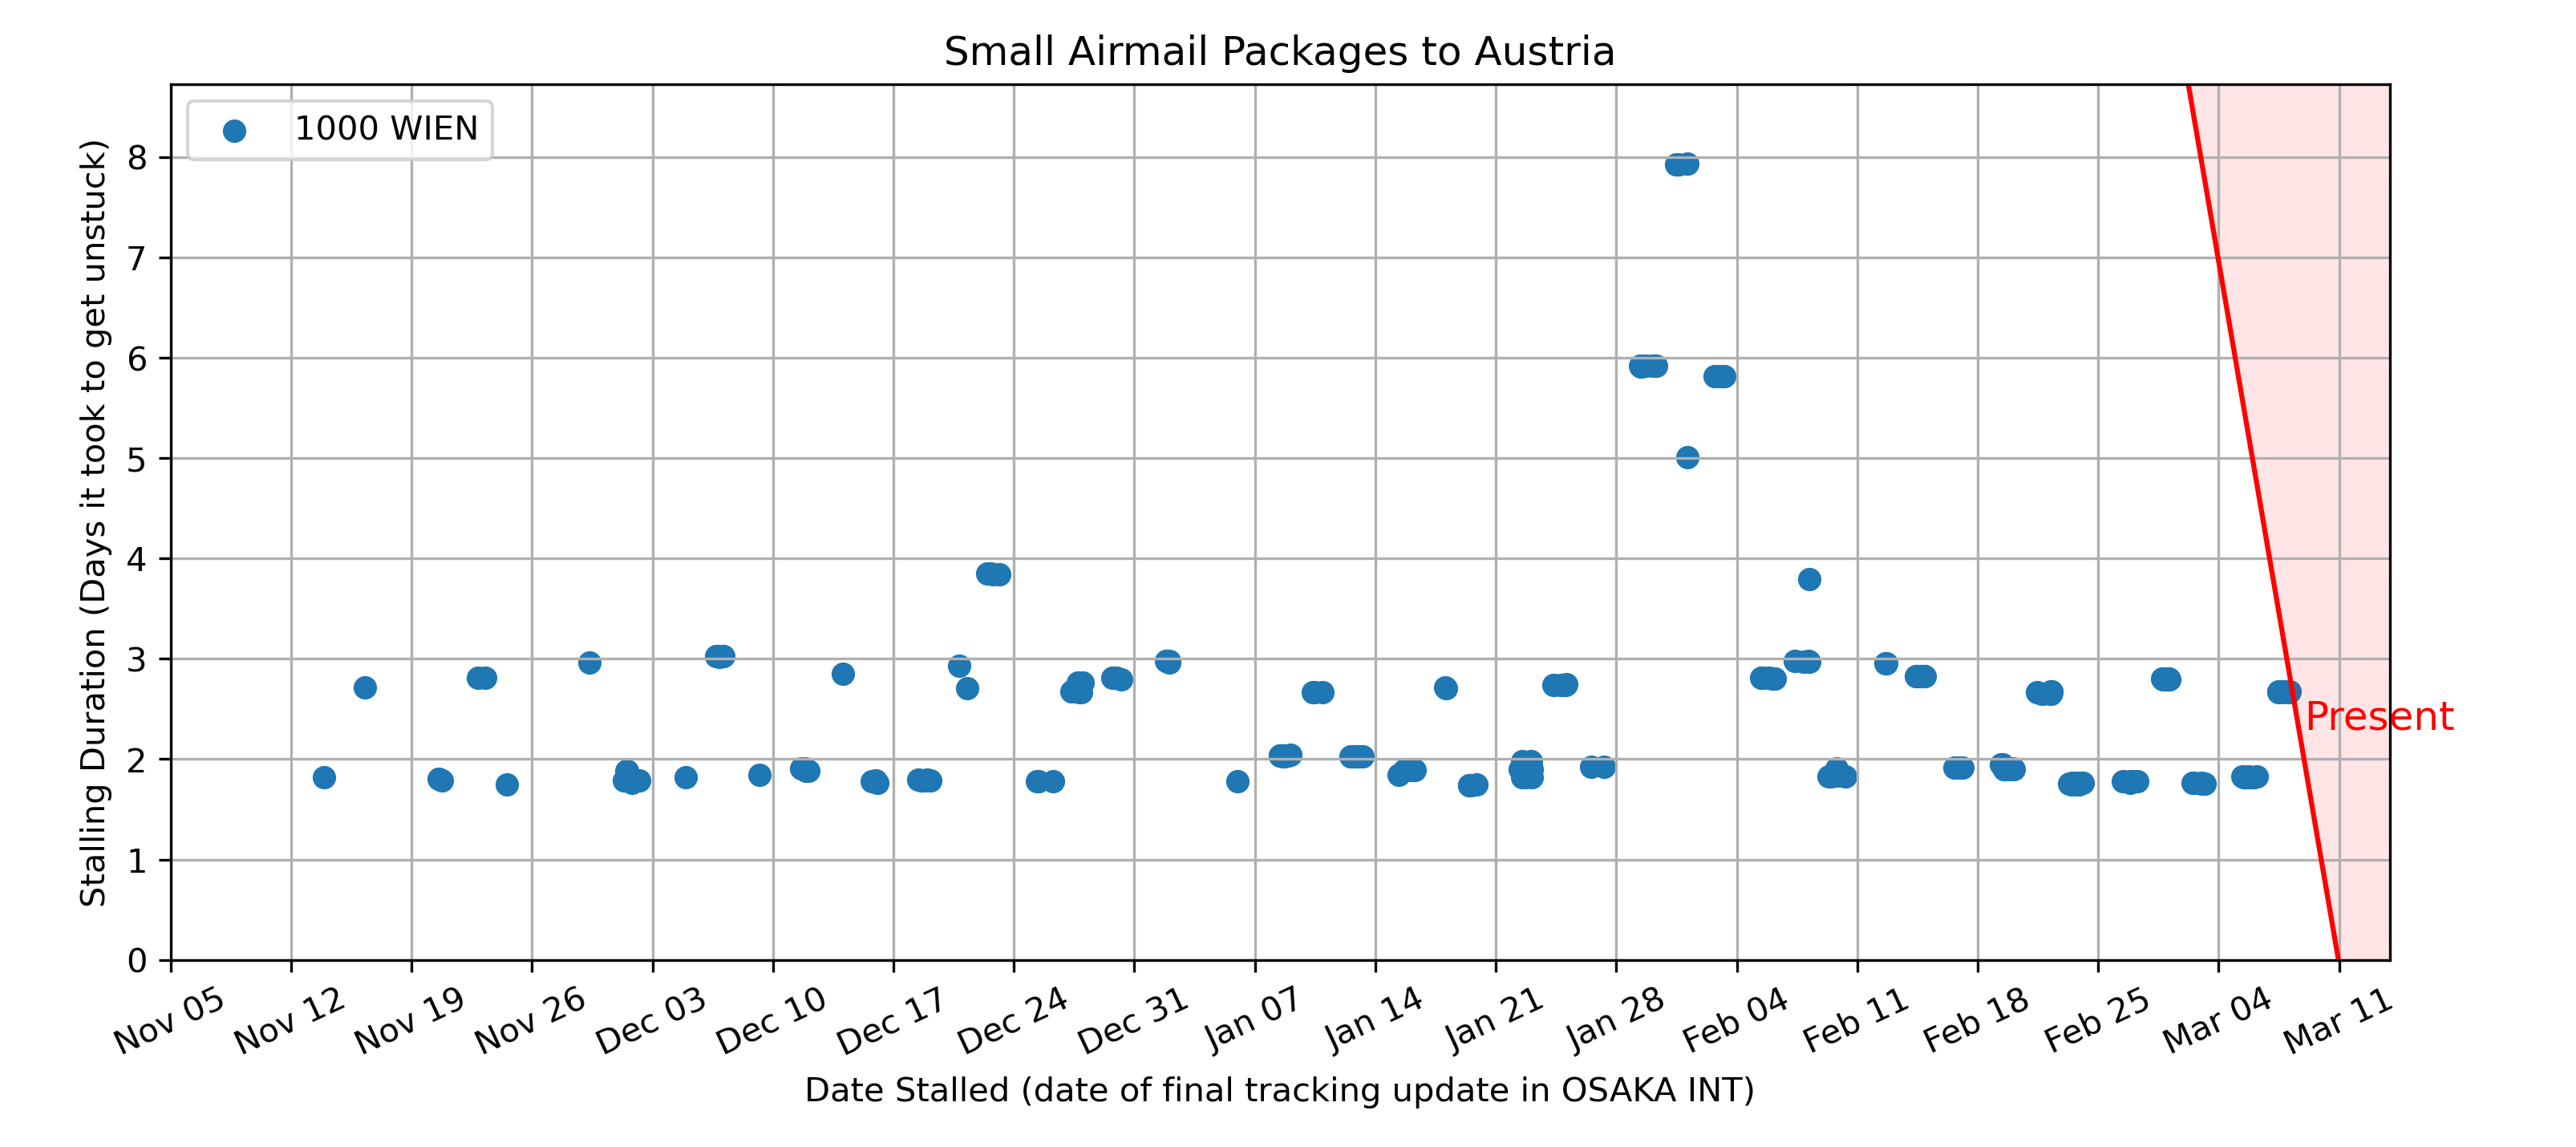 Small Airmail Packages to Austria
1000 WIEN
Stalling Duration (Days it took to get unstuck)
8
7
6
5
4
3
2
1
0
Present
Nov 05
Nov 12
Nov 19
Nov 26
Dec 03
Dec 10
Dec 17
Dec 24
Dec 31
Jan 07
Jan 14
Jan 21
Jan 28
Feb 04
Feb 11
Feb 18
Feb 25
Mar 04
Mar 11
Date Stalled (date of final tracking update in OSAKA INT)